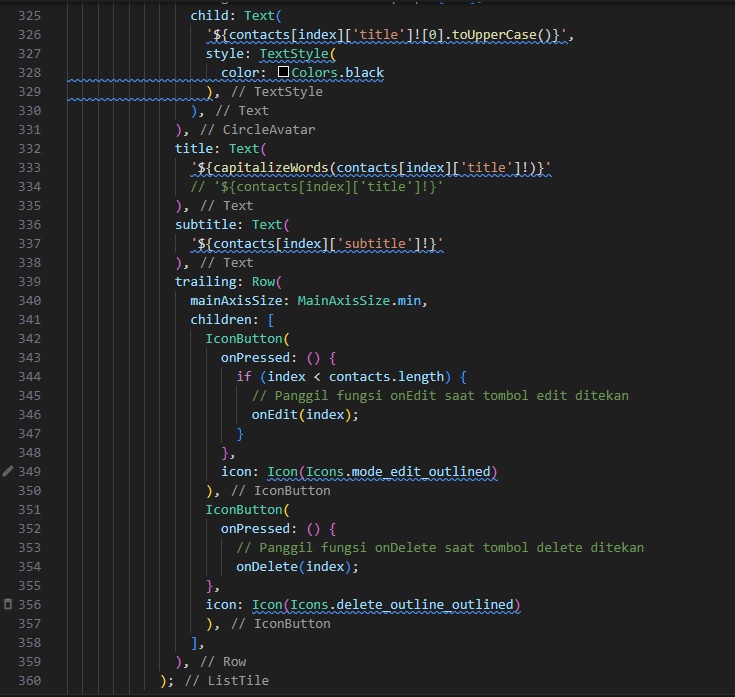 325 child: Text(
326 '${contacts[index]['title']![0].toUpperCase()}',
327 style: TextStyle(
328 color: Colors.black
329 ), // TextStyle
330 ), // Text
331 ), // CircleAvatar
332 title: Text(
333 '${capitalizeWords(contacts[index]['title']!)}'
334 // '${contacts[index]['title']!}'
335 ), // Text
336 subtitle: Text(
337 '${contacts[index]['subtitle']!}'
338 ), // Text
339 trailing: Row(
340 mainAxisSize: MainAxisSize.min,
341 children: [
342 IconButton(
343 onPressed: () {
344 if (index < contacts.length) {
345 // Panggil fungsi onEdit saat tombol edit ditekan
346 onEdit(index);
347 }
348 },
349 icon: Icon(Icons.mode_edit_outlined)
350 ), // IconButton
351 IconButton(
352 onPressed: () {
353 // Panggil fungsi onDelete saat tombol delete ditekan
354 onDelete(index);
355 },
356 icon: Icon(Icons.delete_outline_outlined)
357 ), // IconButton
358 ],
359 ), // Row
360 ); // ListTile